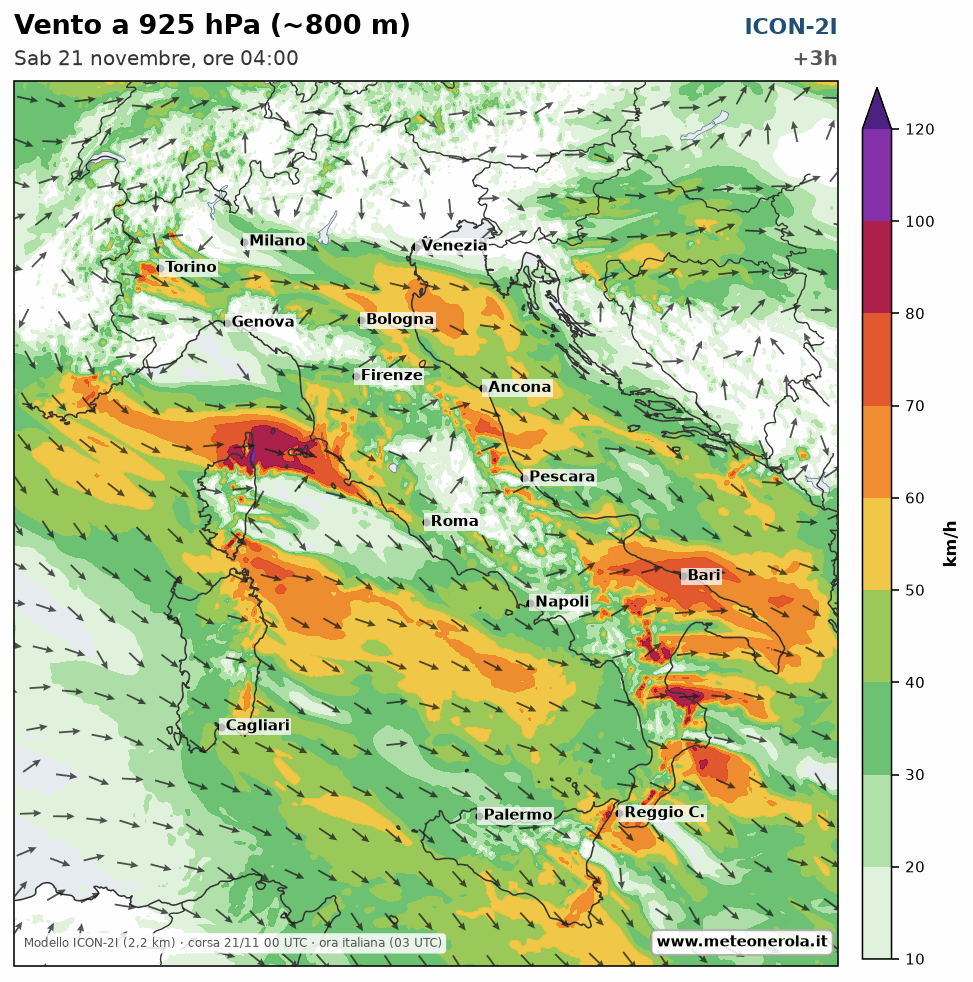 Vento a 925 hPa (~800 m)
ICON-2I
Sab 21 novembre, ore 04:00
+3h
Milano
Venezia
Torino
Genova
Bologna
Firenze
Ancona
Pescara
Roma
Bari
Napoli
Cagliari
Palermo
Reggio C.
120
100
80
70
60
50
40
30
20
10
km/h
Modello ICON-2I (2,2 km) · corsa 21/11 00 UTC · ora italiana (03 UTC)
www.meteonerola.it